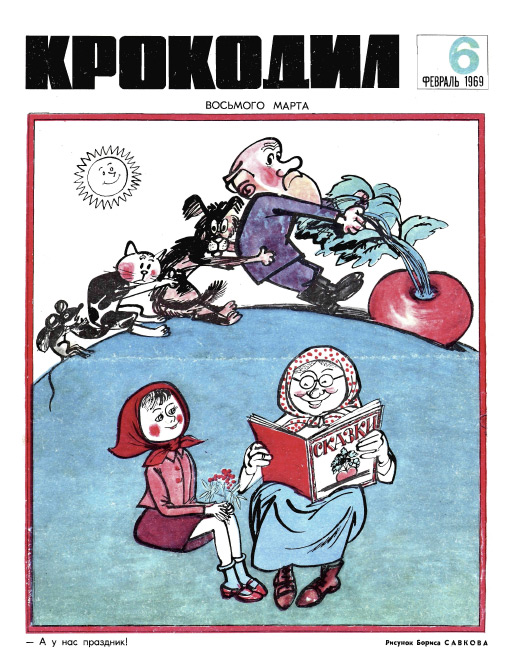 КРОКОДИЛ
6
ФЕВРАЛЬ 1969
ВОСЬМОГО МАРТА
СКАЗКИ
— А у нас праздник!
Рисунок Бориса САВКОВА